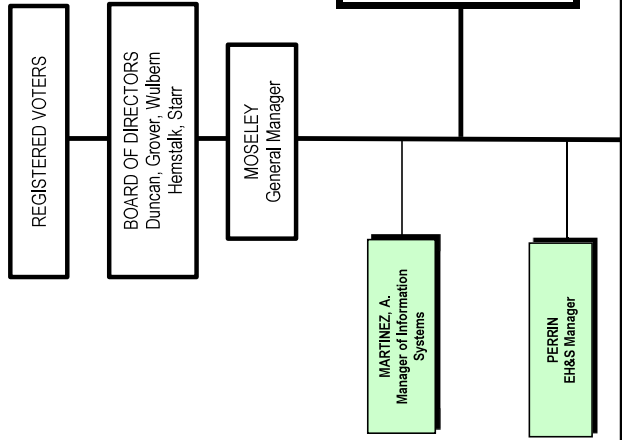 REGISTERED VOTERS
BOARD OF DIRECTORS
Duncan, Grover, Wulbern
Hemstalk, Starr
MOSELEY
General Manager
MARTINEZ, A.
Manager of Information
Systems
PERRIN
EH&S Manager